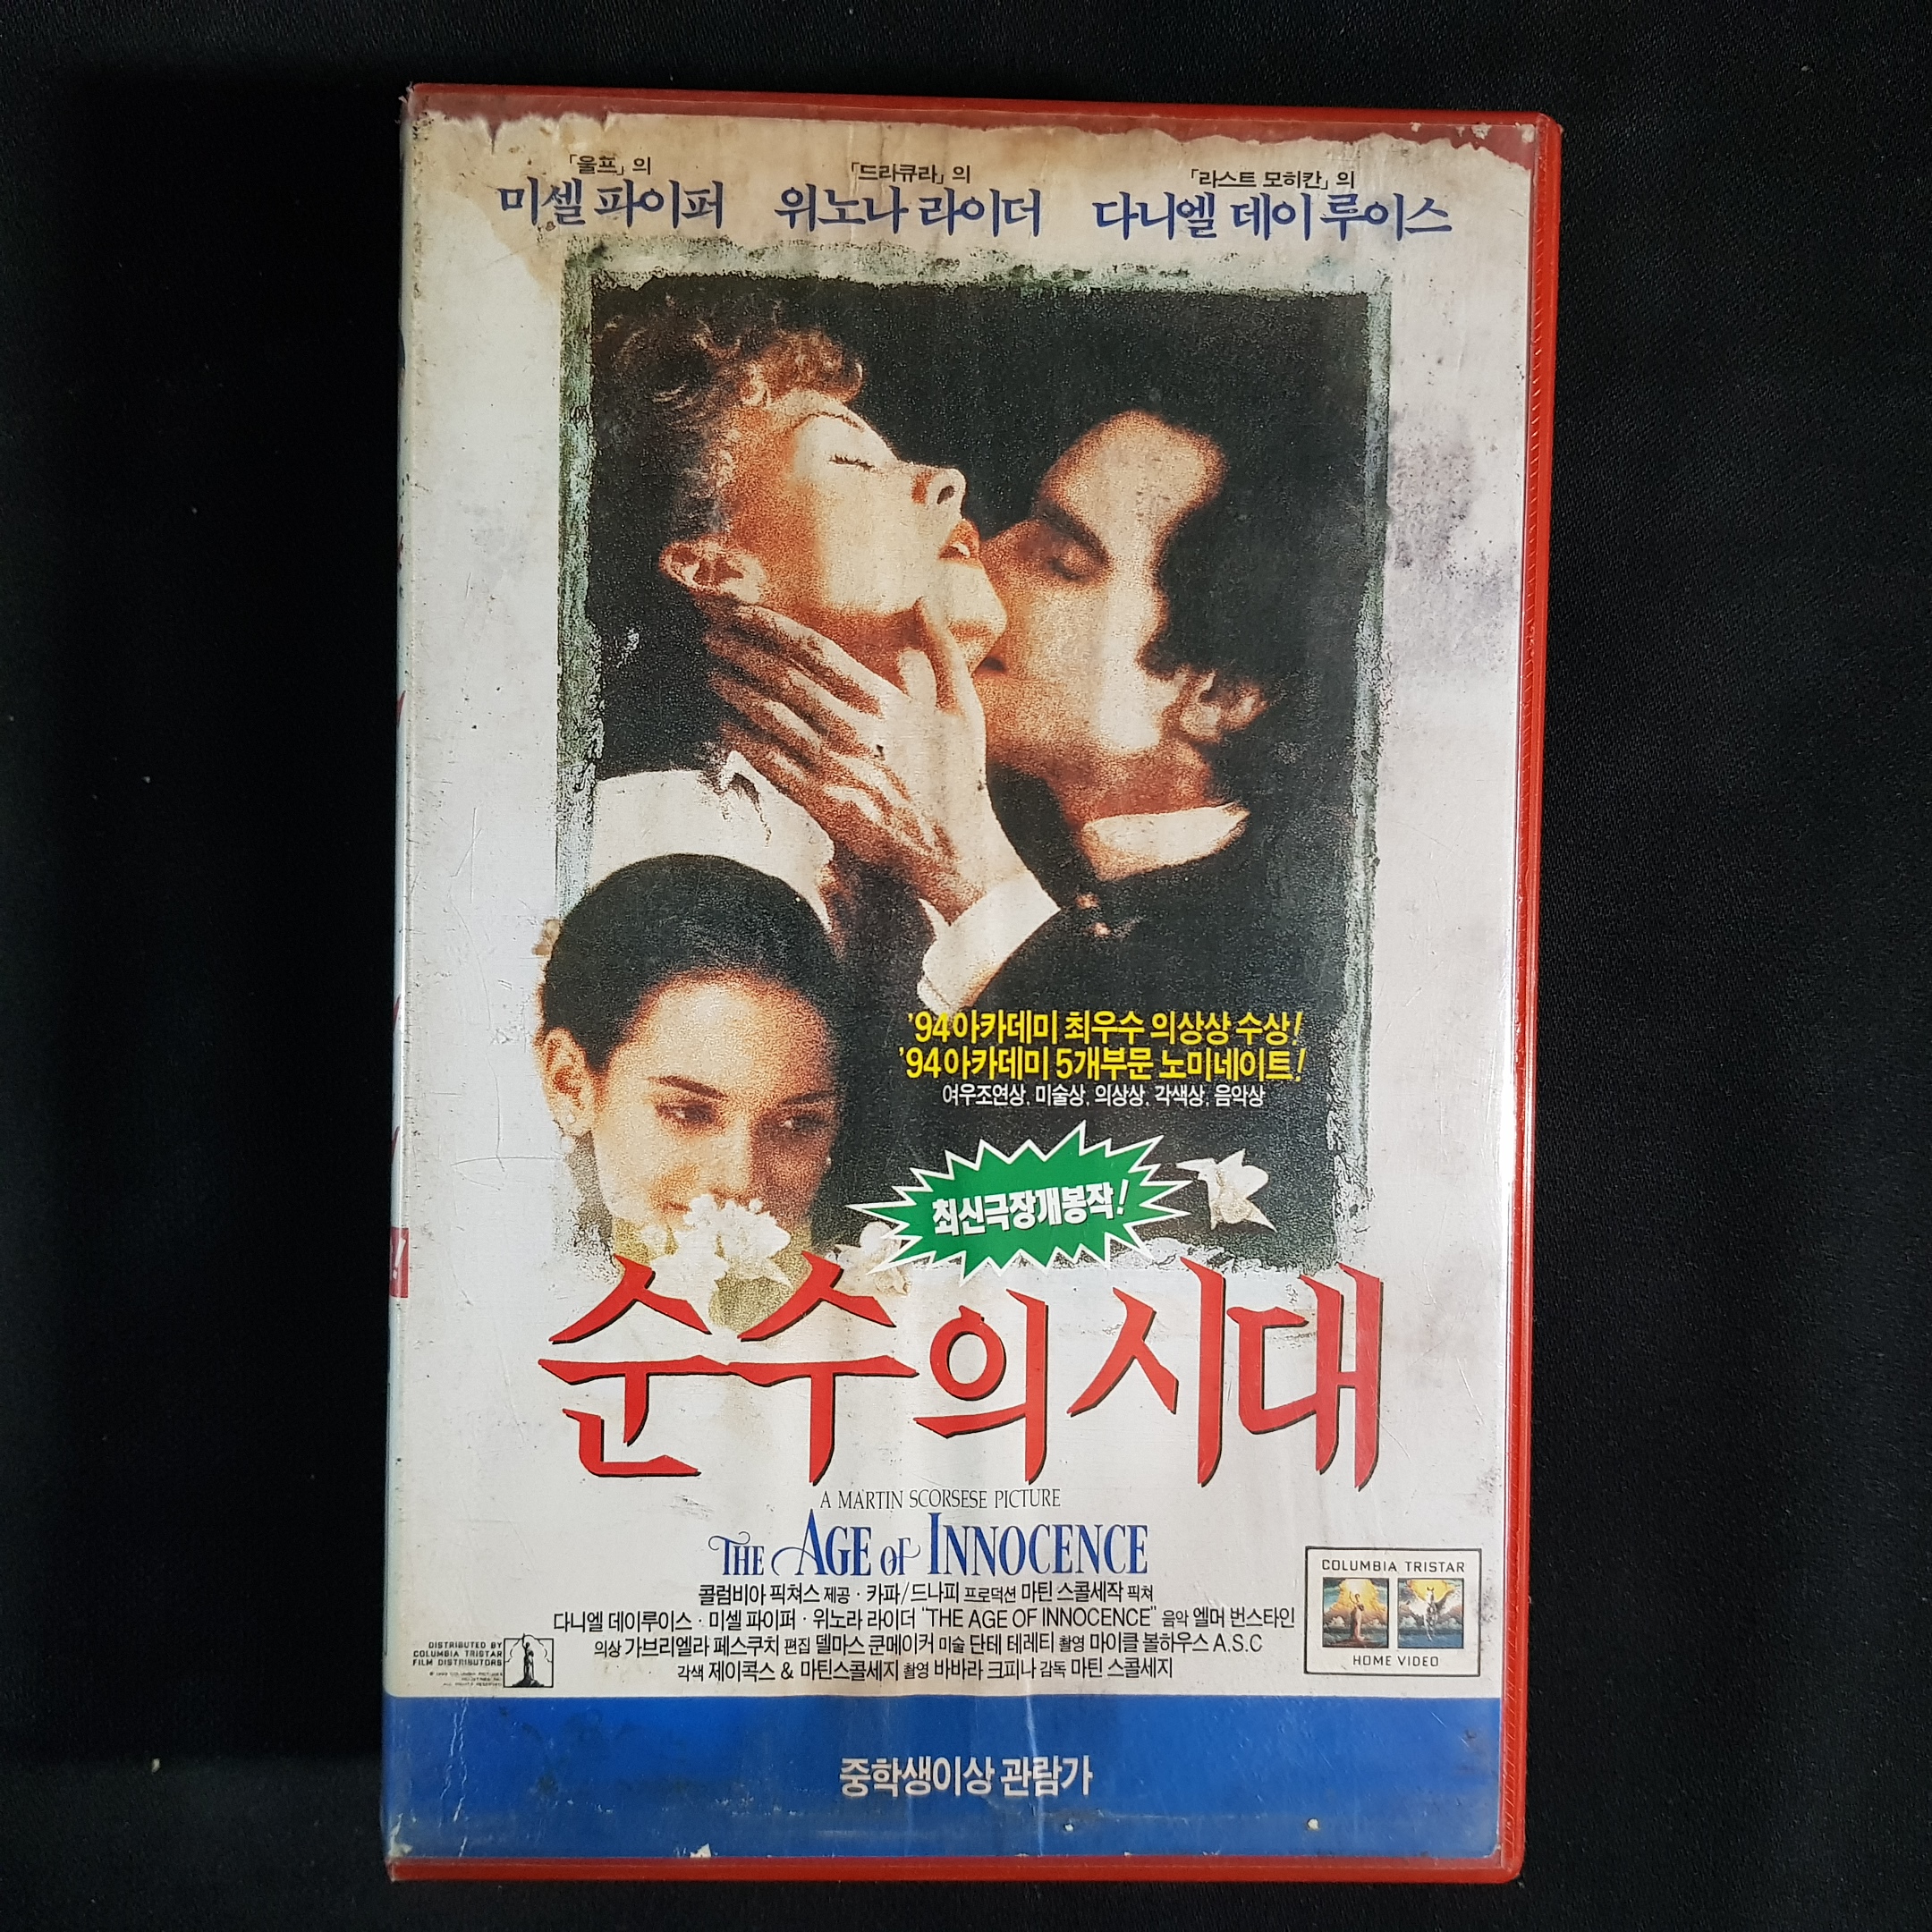 「울프」의 「드라큐라」의 「라스트 모히칸」의
미셸 파이퍼 위노나 라이더 다니엘 데이 루이스
'94 아카데미 최우수 의상상 수상!
'94 아카데미 5개부문 노미네이트!
여우조연상, 미술상, 의상상, 각색상, 음악상
최신극장개봉작!
순수의 시대
A MARTIN SCORSESE PICTURE
THE AGE OF INNOCENCE
콜럼비아 픽쳐스 제공 · 카파/드나피 프로덕션 마틴 스콜세작 픽쳐
다니엘 데이루이스 · 미셸 파이퍼 · 위노라 라이더 "THE AGE OF INNOCENCE" 음악 엘머 번스타인
의상 가브리엘라 페스쿠치 편집 델마스 쿤메이커 미술 단테 테레티 촬영 마이클 볼하우스 A.S.C
각색 제이콕스 & 마틴스콜세지 촬영 바바라 크피나 감독 마틴 스콜세지
DISTRIBUTED BY
COLUMBIA TRISTAR
FILM DISTRIBUTORS
COLUMBIA TRISTAR
HOME VIDEO
중학생이상 관람가